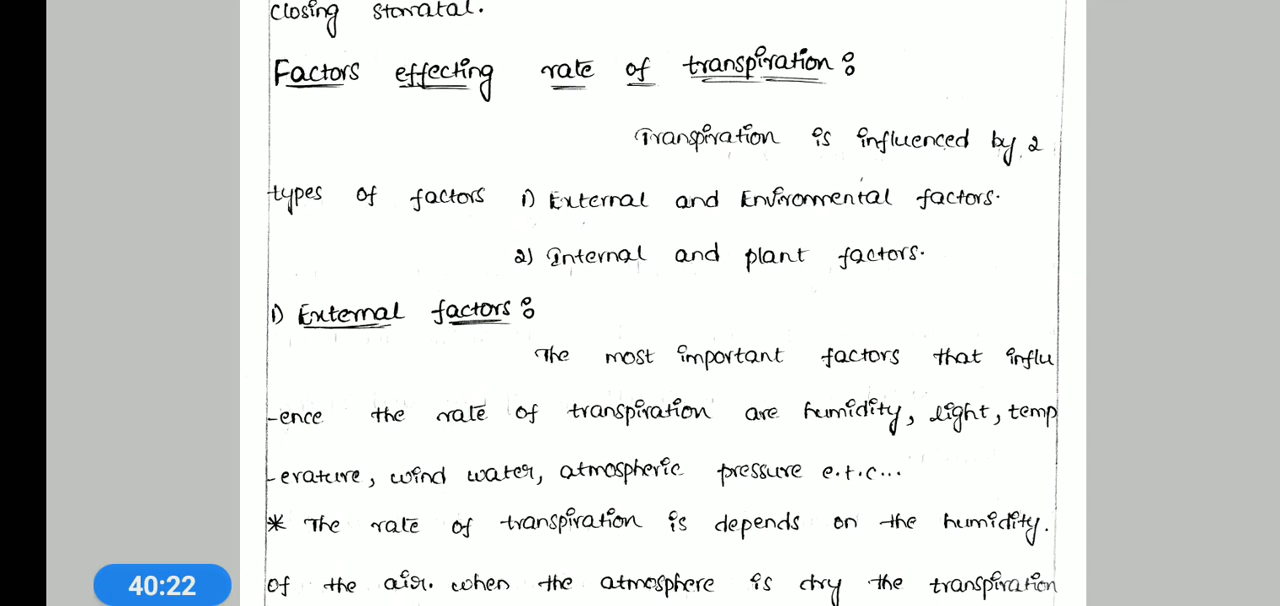 closing stomatal.
Factors effecting rate of transpiration :
Transpiration is influenced by 2
types of factors 1) External and Environmental factors.
2) Internal and plant factors.
1) External factors :
The most important factors that influ
-ence the rate of transpiration are humidity, light, temp
-erature, wind water, atmospheric pressure e.t.c...
* The rate of transpiration is depends on the humidity.
of the air. when the atmosphere is dry the transpiration
40:22